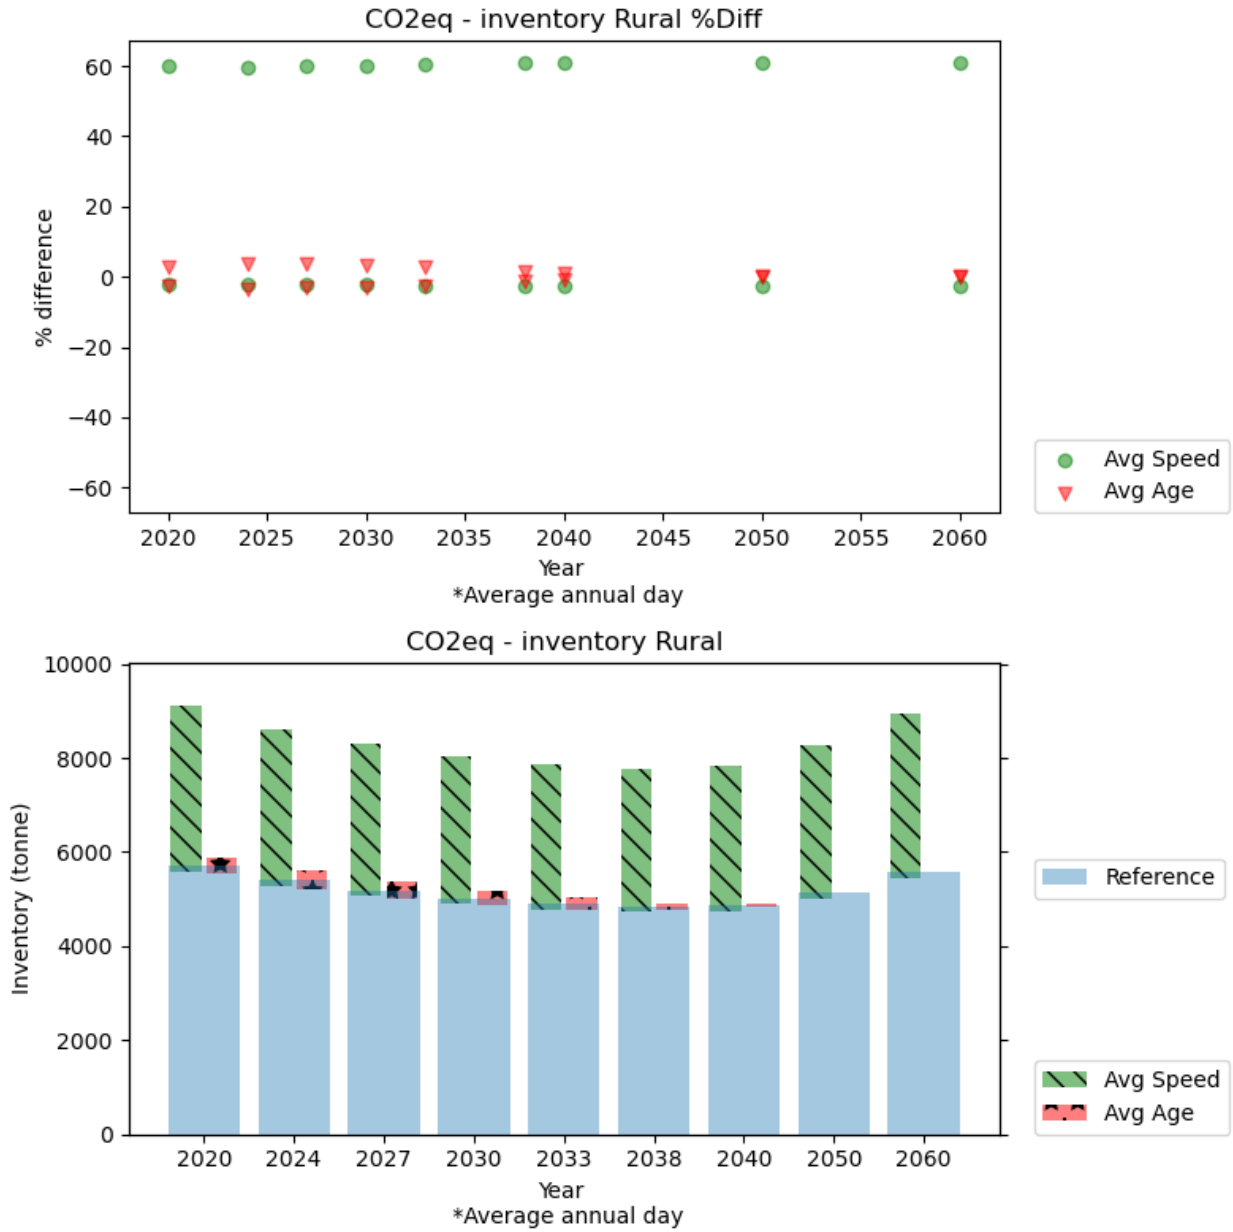 CO2eq - inventory Rural %Diff
60
40
20
0
−20
−40
−60
% difference
2020 2025 2030 2035 2040 2045 2050 2055 2060
Year
*Average annual day
Avg Speed
Avg Age
CO2eq - inventory Rural
10000
8000
6000
4000
2000
0
Inventory (tonne)
2020 2024 2027 2030 2033 2038 2040 2050 2060
Year
*Average annual day
Reference
Avg Speed
Avg Age